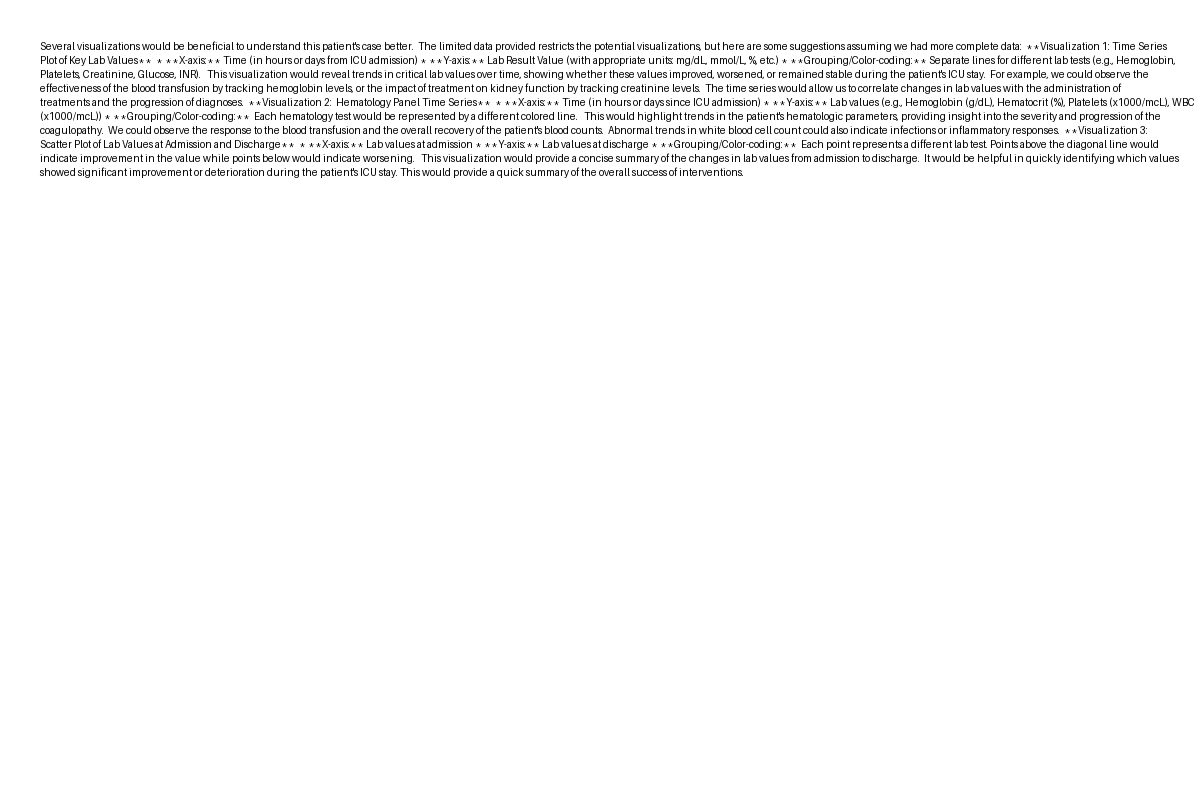 Several visualizations would be beneficial to understand this patient's case better.  The limited data provided restricts the potential visualizations, but here are some suggestions assuming we had more complete data:  **Visualization 1: Time Series
Plot of Key Lab Values**  * **X-axis:** Time (in hours or days from ICU admission) * **Y-axis:** Lab Result Value (with appropriate units: mg/dL, mmol/L, %, etc.) * **Grouping/Color-coding:** Separate lines for different lab tests (e.g., Hemoglobin,
Platelets, Creatinine, Glucose, INR).   This visualization would reveal trends in critical lab values over time, showing whether these values improved, worsened, or remained stable during the patient's ICU stay.  For example, we could observe the
effectiveness of the blood transfusion by tracking hemoglobin levels, or the impact of treatment on kidney function by tracking creatinine levels.  The time series would allow us to correlate changes in lab values with the administration of
treatments and the progression of diagnoses.  **Visualization 2:  Hematology Panel Time Series**  * **X-axis:** Time (in hours or days since ICU admission) * **Y-axis:** Lab values (e.g., Hemoglobin (g/dL), Hematocrit (%), Platelets (x1000/mcL), WBC
(x1000/mcL)) * **Grouping/Color-coding:**  Each hematology test would be represented by a different colored line.   This would highlight trends in the patient's hematologic parameters, providing insight into the severity and progression of the
coagulopathy.  We could observe the response to the blood transfusion and the overall recovery of the patient's blood counts.  Abnormal trends in white blood cell count could also indicate infections or inflammatory responses.  **Visualization 3:
Scatter Plot of Lab Values at Admission and Discharge**  * **X-axis:** Lab values at admission * **Y-axis:** Lab values at discharge * **Grouping/Color-coding:**  Each point represents a different lab test. Points above the diagonal line would
indicate improvement in the value while points below would indicate worsening.   This visualization would provide a concise summary of the changes in lab values from admission to discharge.  It would be helpful in quickly identifying which values
showed significant improvement or deterioration during the patient's ICU stay. This would provide a quick summary of the overall success of interventions.